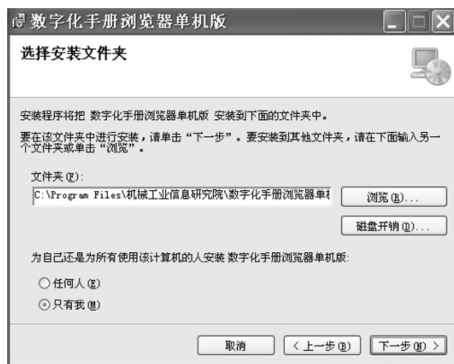 数字化手册浏览器单机版
选择安装文件夹
安装程序将把 数字化手册浏览器单机版 安装到下面的文件夹中。
要在该文件夹中进行安装，请单击“下一步”。要安装到其他文件夹，请在下面输入另一
个文件夹或单击“浏览”。
文件夹(F):
C:\Program Files\机械工业信息研究院\数字化手册浏览器单机
浏览(R)...
磁盘开销(D)...
为自己还是为所有使用该计算机的人安装 数字化手册浏览器单机版:
任何人(E)
只有我(M)
取消
< 上一步(B)
下一步(N) >